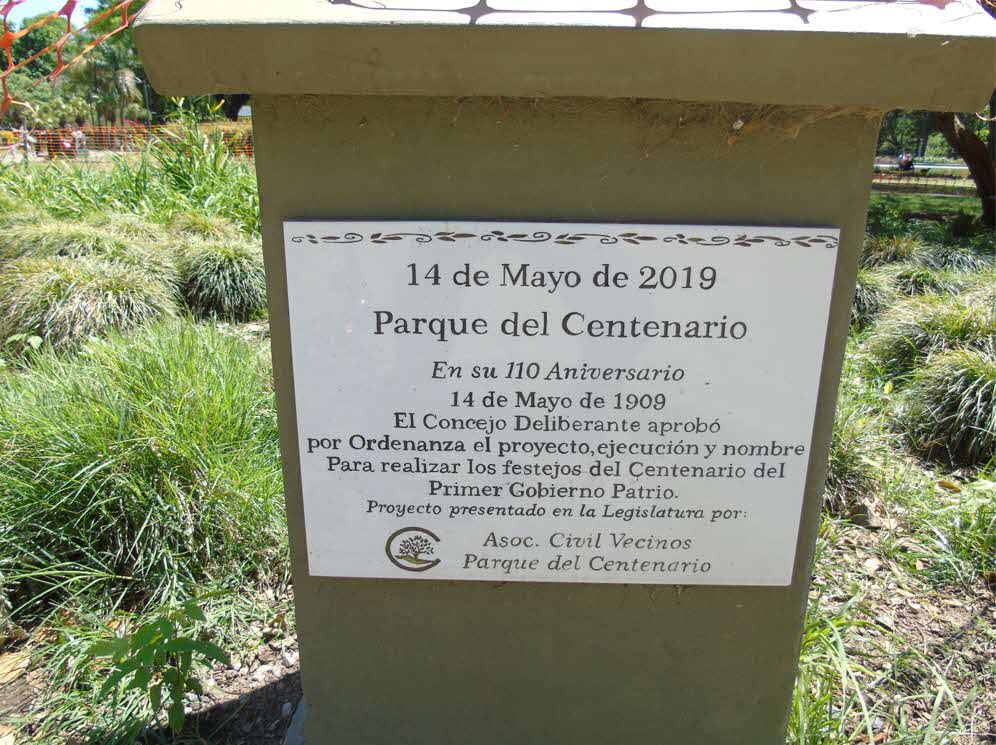 14 de Mayo de 2019
Parque del Centenario
En su 110 Aniversario
14 de Mayo de 1909
El Concejo Deliberante aprobó
por Ordenanza el proyecto, ejecución y nombre
Para realizar los festejos del Centenario del
Primer Gobierno Patrio.
Proyecto presentado en la Legislatura por:
Asoc. Civil Vecinos
Parque del Centenario